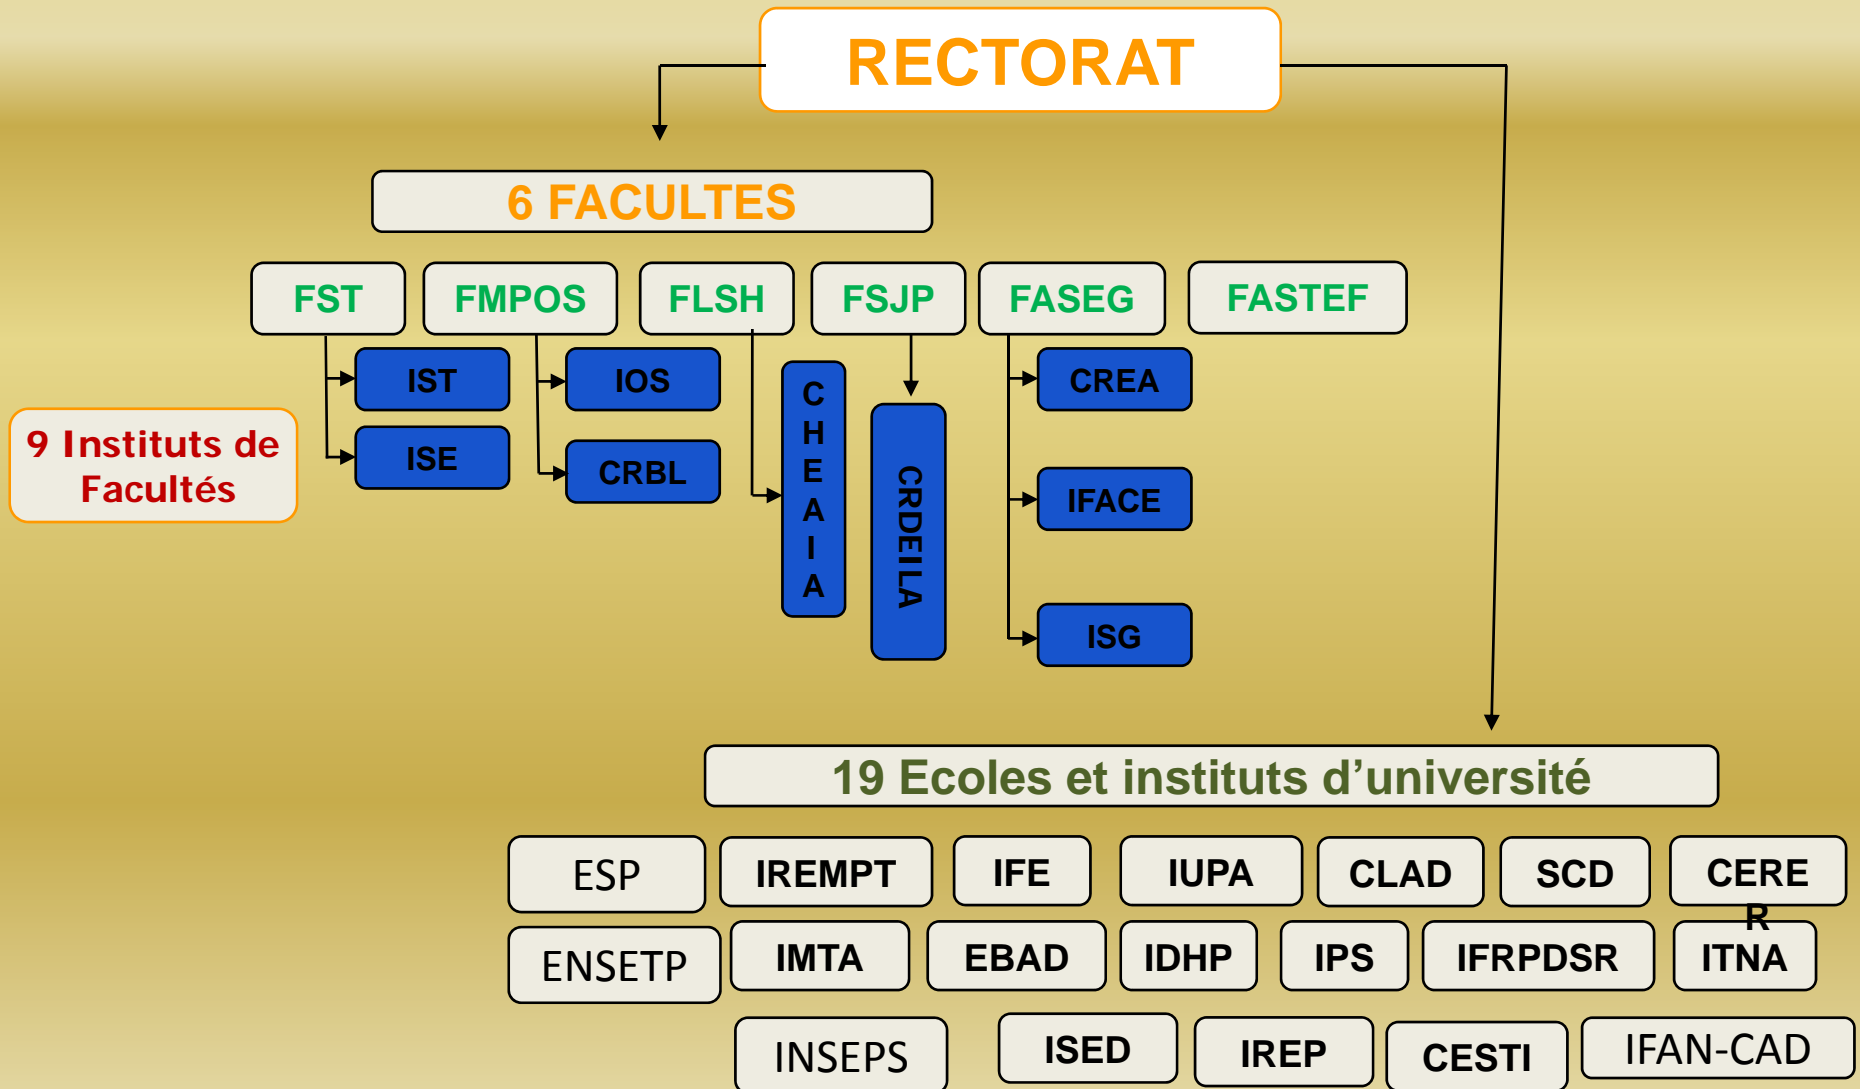 RECTORAT
6 FACULTES
FST
FMPOS
FLSH
FSJP
FASEG
FASTEF
IST
ISE
IOS
CRBL
CHEAIA
CRDEILA
CREA
IFACE
ISG
9 Instituts de
Facultés
19 Ecoles et instituts d’université
ESP
IREMPT
IFE
IUPA
CLAD
SCD
CERE
R
ENSETP
IMTA
EBAD
IDHP
IPS
IFRPDSR
ITNA
INSEPS
ISED
IREP
CESTI
IFAN-CAD